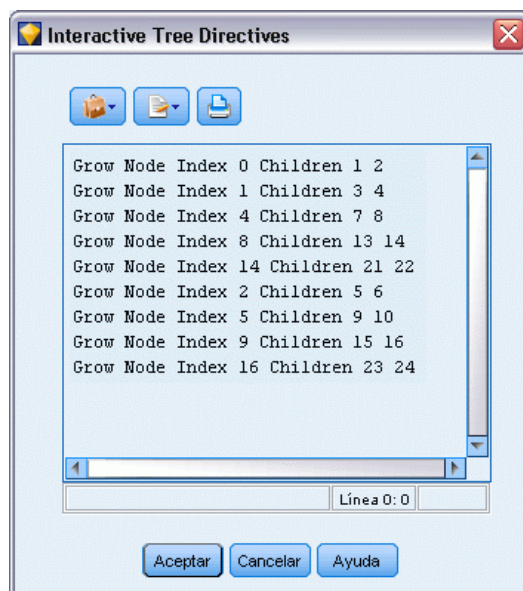 Interactive Tree Directives
Grow Node Index 0 Children 1 2
Grow Node Index 1 Children 3 4
Grow Node Index 4 Children 7 8
Grow Node Index 8 Children 13 14
Grow Node Index 14 Children 21 22
Grow Node Index 2 Children 5 6
Grow Node Index 5 Children 9 10
Grow Node Index 9 Children 15 16
Grow Node Index 16 Children 23 24
Línea 0: 0
Aceptar Cancelar Ayuda